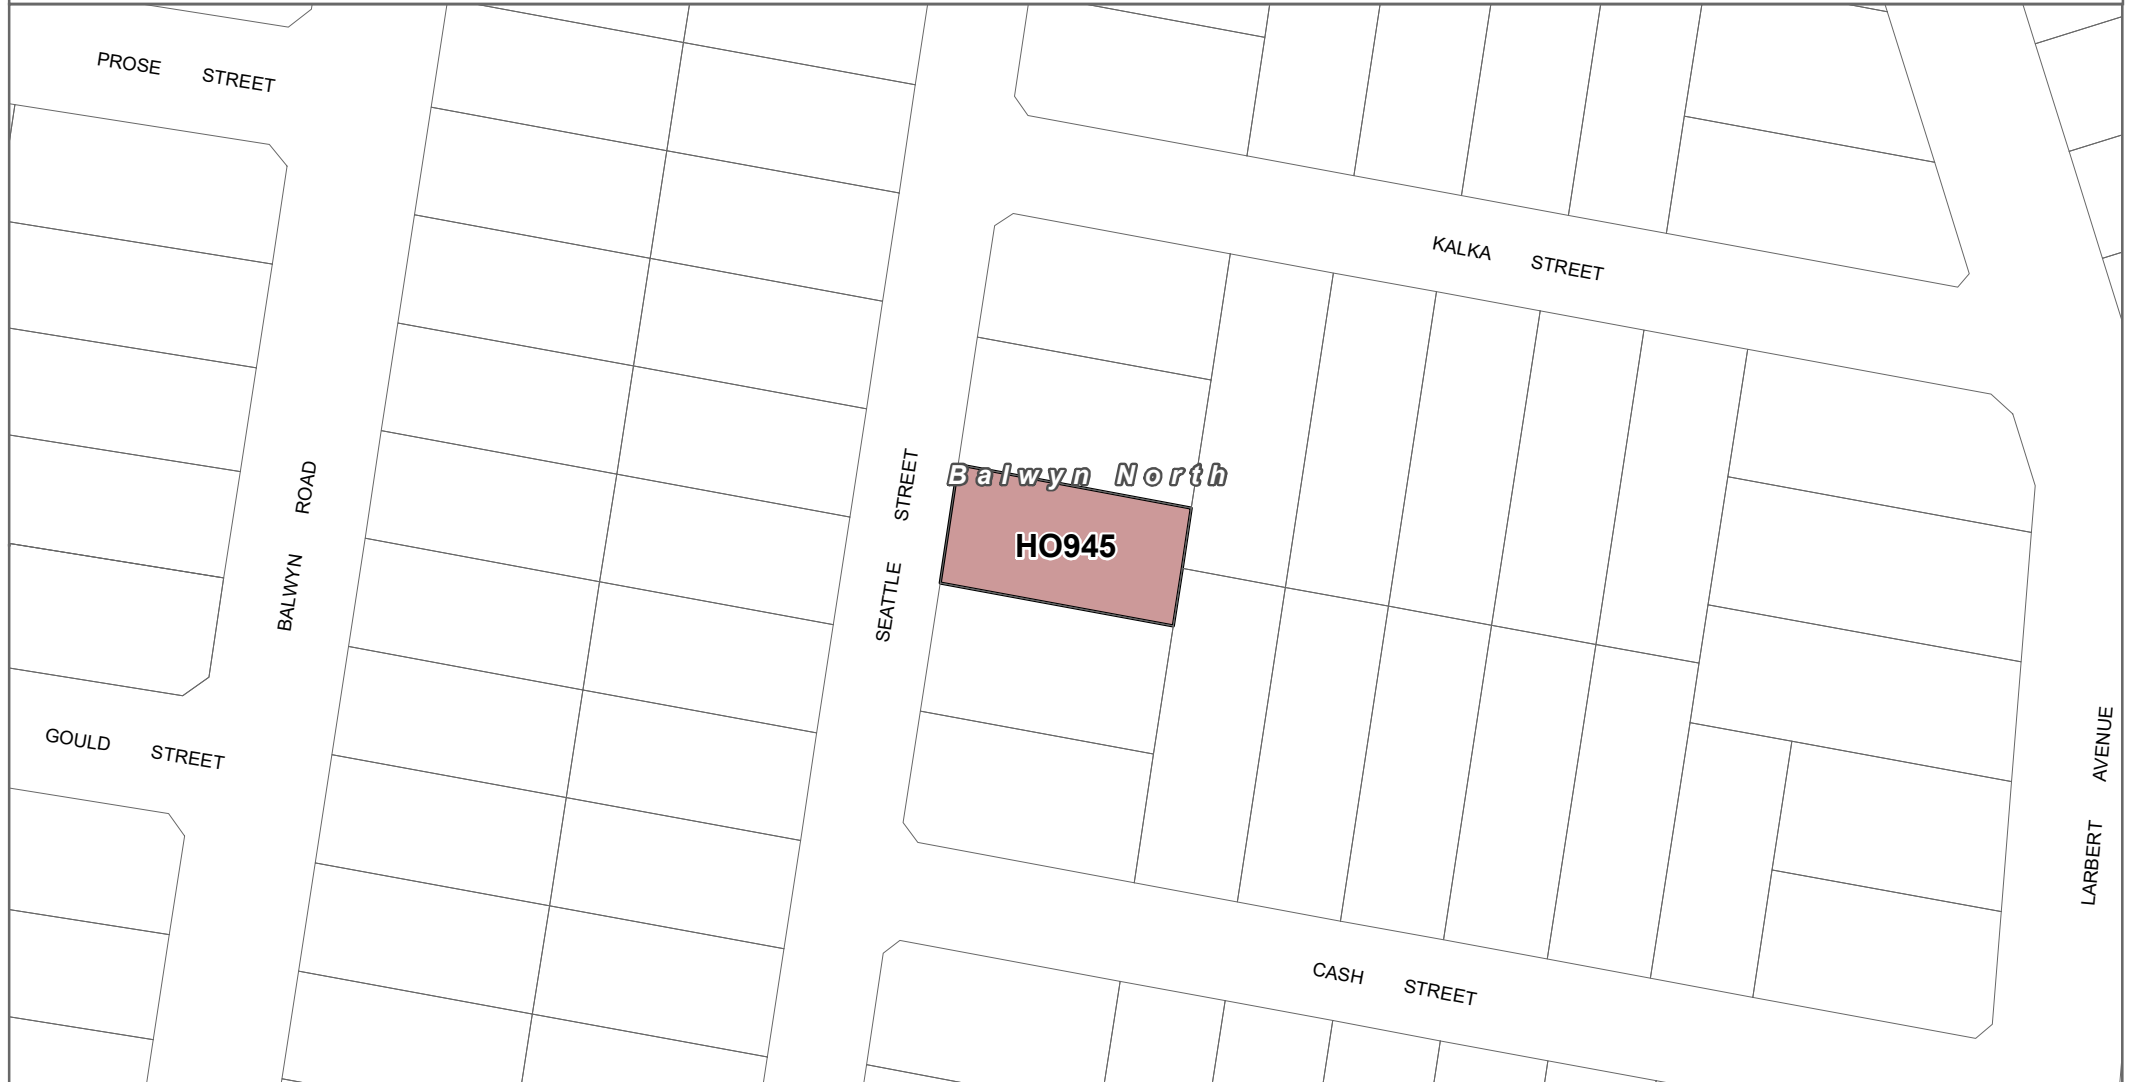 PROSE STREET
KALKA STREET
BALWYN ROAD
SEATTLE STREET
Balwyn North
HO945
GOULD STREET
LARBERT AVENUE
CASH STREET